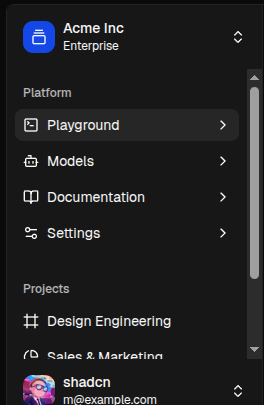 Acme Inc
Enterprise
Platform
Playground
Models
Documentation
Settings
Projects
Design Engineering
Sales & Marketing
shadcn
m@example.com